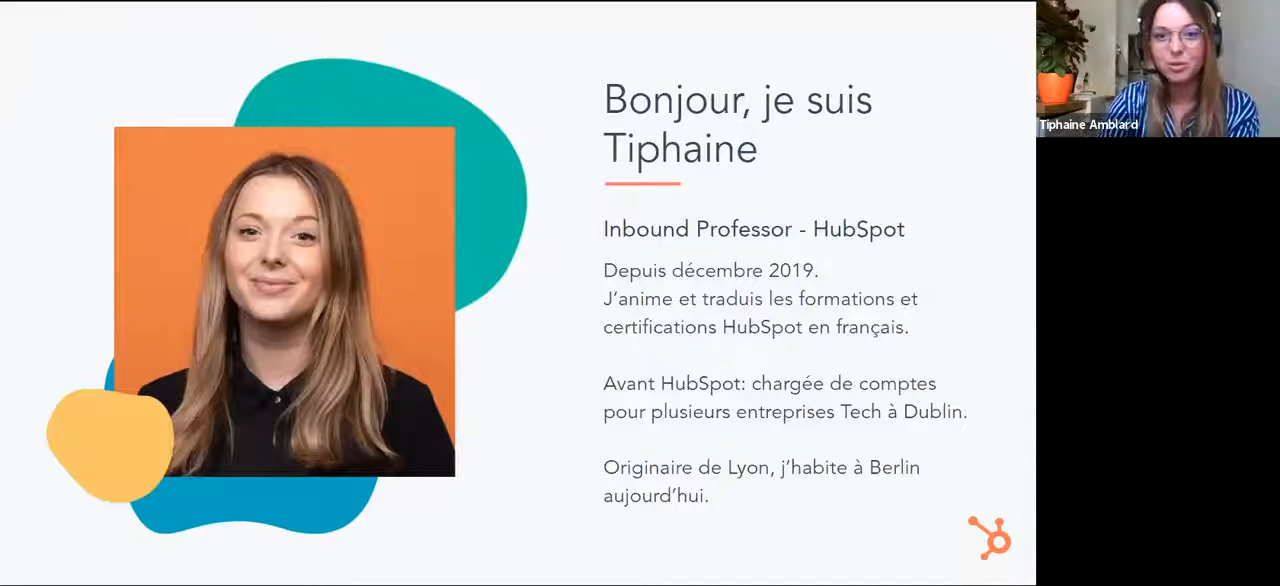 Bonjour, je suis
Tiphaine
Inbound Professor - HubSpot
Depuis décembre 2019.
J’anime et traduis les formations et
certifications HubSpot en français.
Avant HubSpot: chargée de comptes
pour plusieurs entreprises Tech à Dublin.
Originaire de Lyon, j’habite à Berlin
aujourd’hui.
Tiphaine Amblard